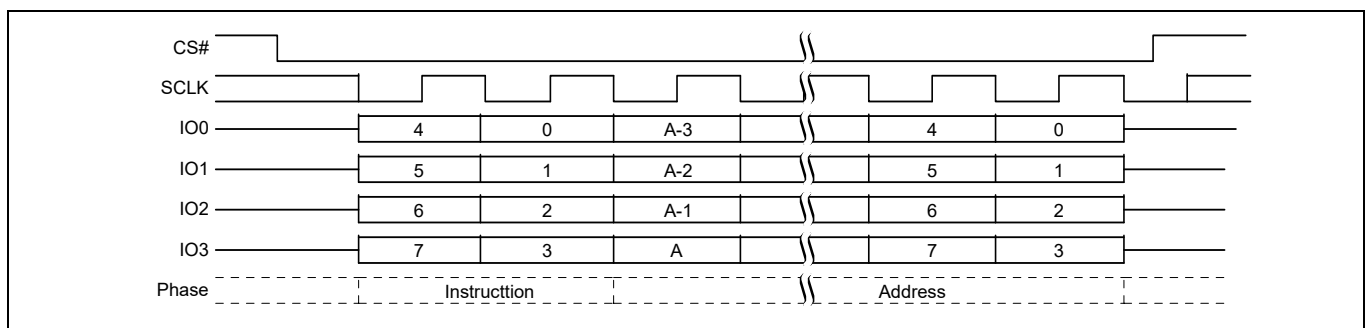 CS#
SCLK
IO0 4 0 A-3 4 0
IO1 5 1 A-2 5 1
IO2 6 2 A-1 6 2
IO3 7 3 A 7 3
Phase Instructtion Address